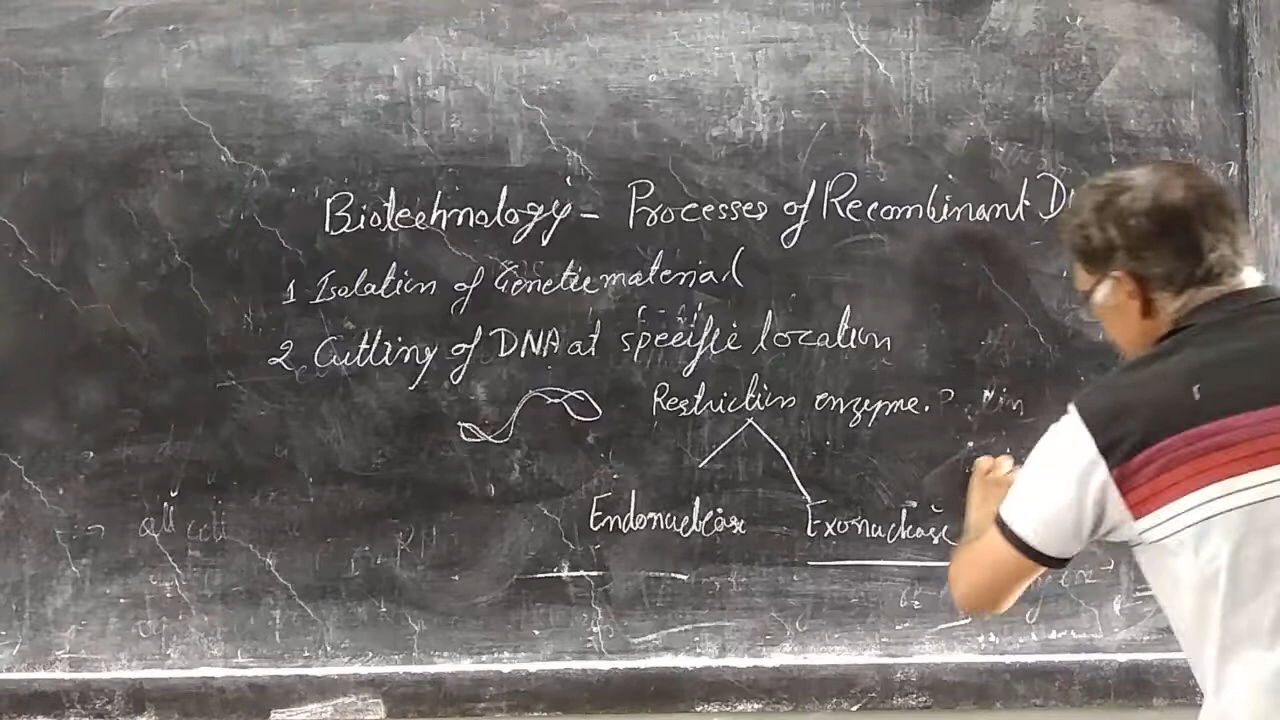 Biotechnology - Processes of Recombinant D
1 Isolation of Genetic material
2. Cutting of DNA at specific location
Restriction enzyme.
Endonuclease Exonuclease